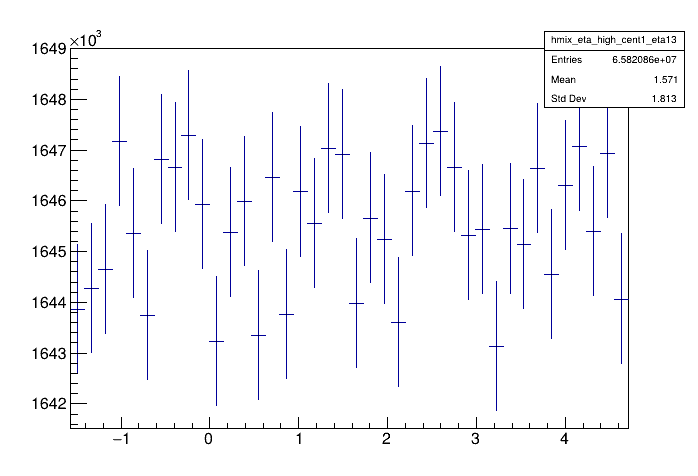 ×10³
hmix_eta_high_cent1_eta13
Entries 6.582086e+07
Mean 1.571
Std Dev 1.813
1649
1648
1647
1646
1645
1644
1643
1642
−1 0 1 2 3 4